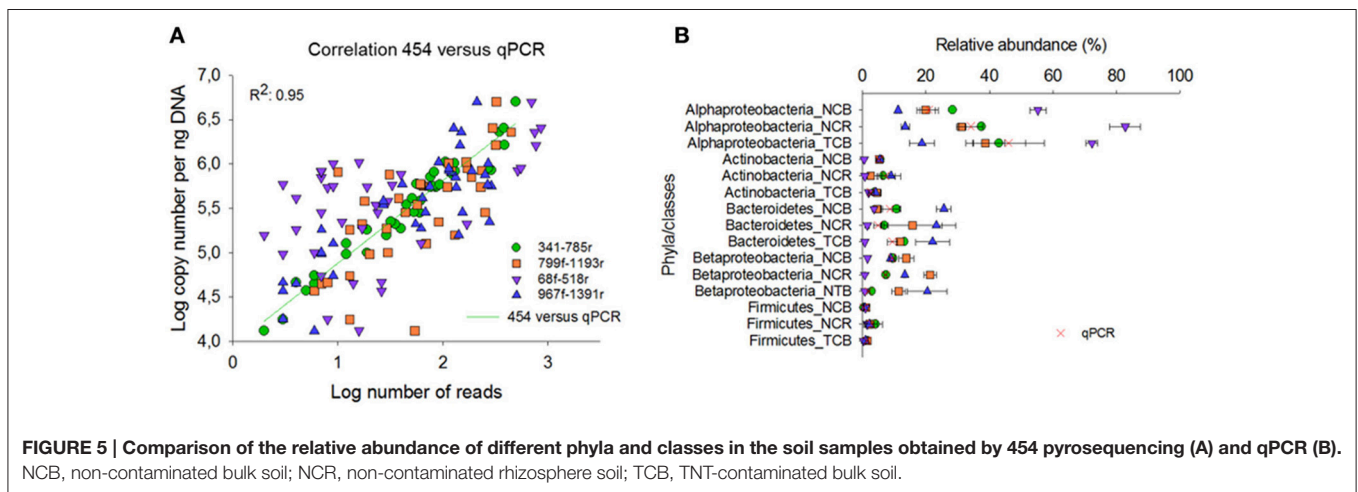 A
Correlation 454 versus qPCR
7,0
6,5
6,0
5,5
5,0
4,5
4,0
R²: 0.95
Log copy number per ng DNA
341-785r
799f-1193r
68f-518r
967f-1391r
454 versus qPCR
0 1 2 3
Log number of reads
B
Relative abundance (%)
0 20 40 60 80 100
Phyla/classes
Alphaproteobacteria_NCB
Alphaproteobacteria_NCR
Alphaproteobacteria_TCB
Actinobacteria_NCB
Actinobacteria_NCR
Actinobacteria_TCB
Bacteroidetes_NCB
Bacteroidetes_NCR
Bacteroidetes_TCB
Betaproteobacteria_NCB
Betaproteobacteria_NCR
Betaproteobacteria_NTB
Firmicutes_NCB
Firmicutes_NCR
Firmicutes_TCB
qPCR
FIGURE 5 | Comparison of the relative abundance of different phyla and classes in the soil samples obtained by 454 pyrosequencing (A) and qPCR (B).
NCB, non-contaminated bulk soil; NCR, non-contaminated rhizosphere soil; TCB, TNT-contaminated bulk soil.